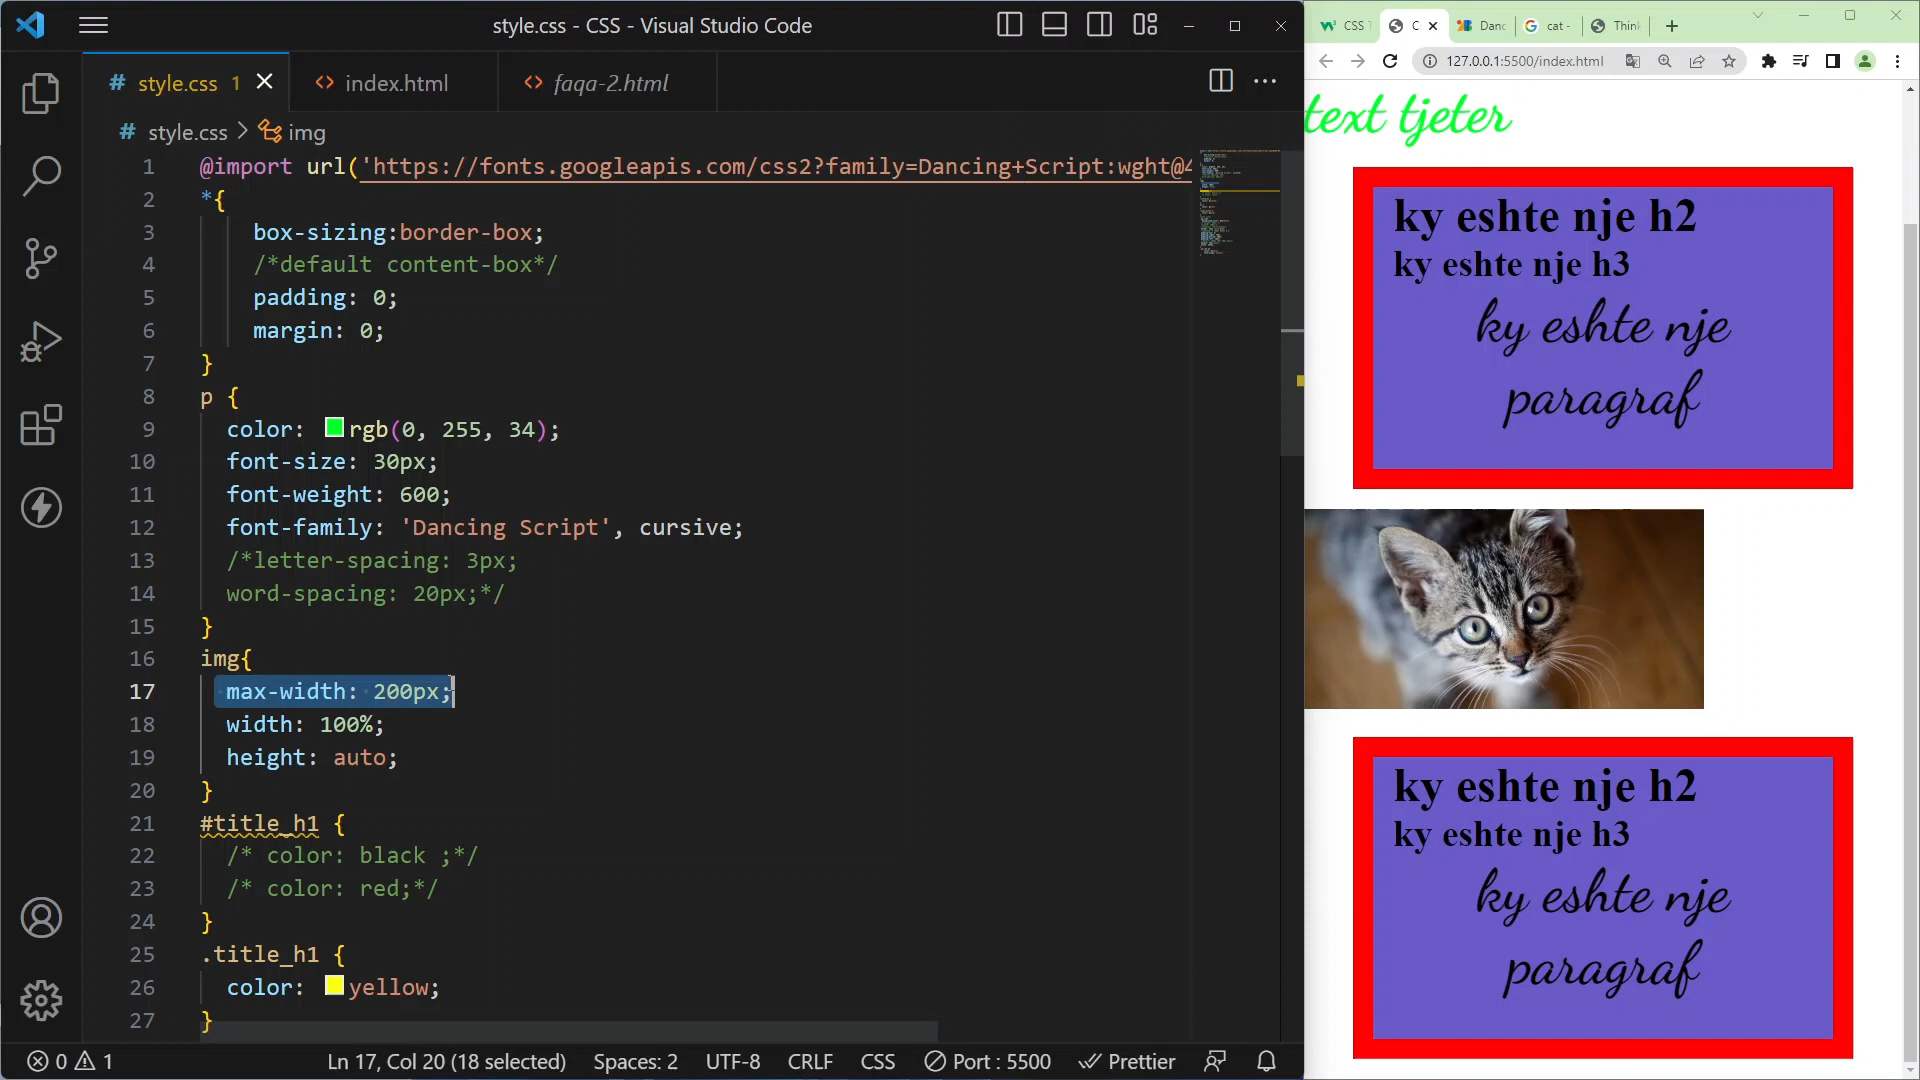 style.css - CSS - Visual Studio Code
# style.css 1
<> index.html
<> faqa-2.html
# style.css > img
1 @import url('https://fonts.googleapis.com/css2?family=Dancing+Script:wght@4
2 *{
3 box-sizing:border-box;
4 /*default content-box*/
5 padding: 0;
6 margin: 0;
7 }
8 p {
9 color: rgb(0, 255, 34);
10 font-size: 30px;
11 font-weight: 600;
12 font-family: 'Dancing Script', cursive;
13 /*letter-spacing: 3px;
14 word-spacing: 20px;*/
15 }
16 img{
17 max-width: 200px;
18 width: 100%;
19 height: auto;
20 }
21 #title_h1 {
22 /* color: black ;*/
23 /* color: red;*/
24 }
25 .title_h1 {
26 color: yellow;
27 }
0 1
Ln 17, Col 20 (18 selected)
Spaces: 2
UTF-8
CRLF
CSS
Port : 5500
Prettier
CSS
C
Danc
cat -
Think
127.0.0.1:5500/index.html
text tjeter
ky eshte nje h2
ky eshte nje h3
ky eshte nje
paragraf
ky eshte nje h2
ky eshte nje h3
ky eshte nje
paragraf